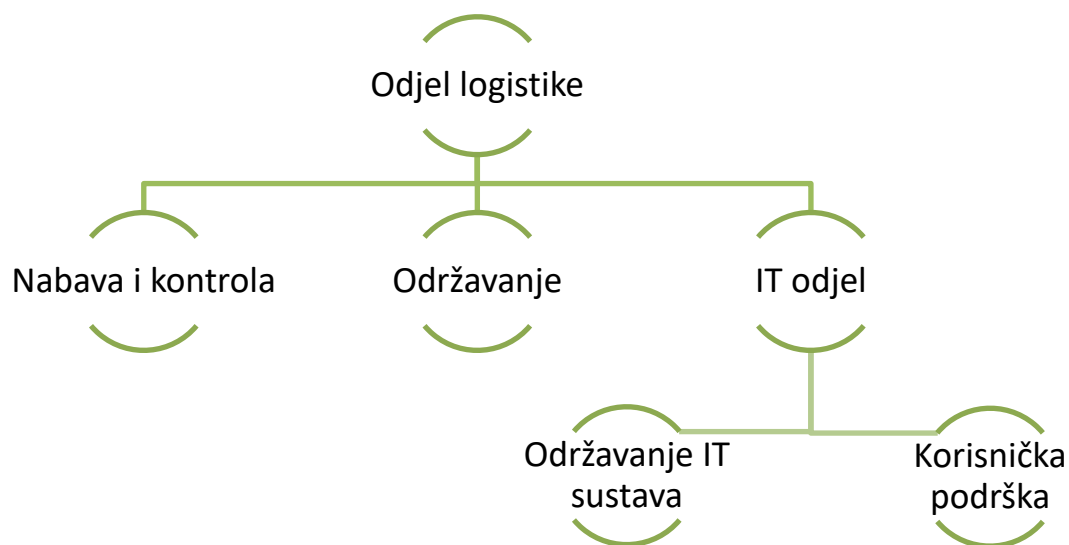 Odjel logistike
Nabava i kontrola
Održavanje
IT odjel
Održavanje IT
sustava
Korisnička
podrška